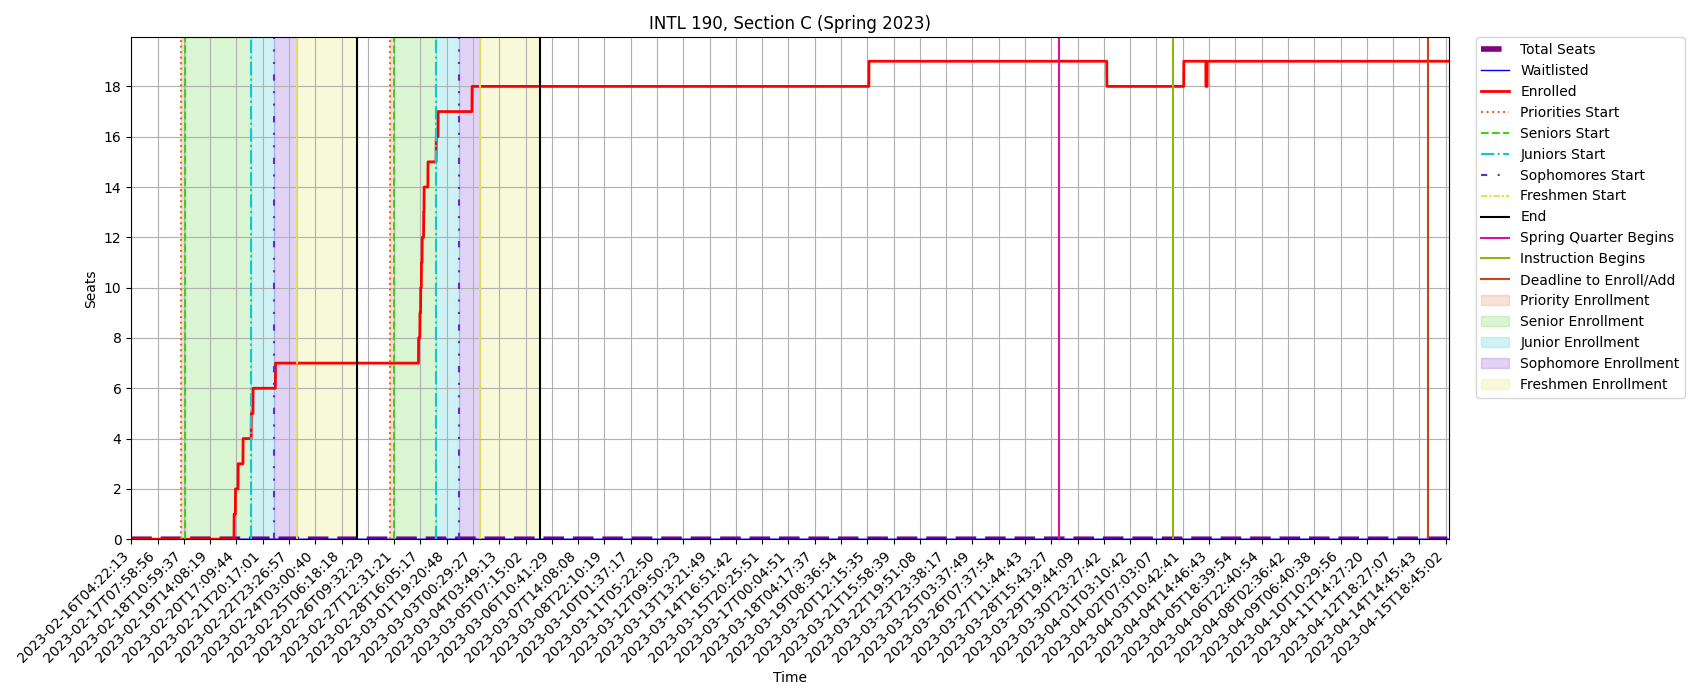 INTL 190, Section C (Spring 2023)
Total Seats
Waitlisted
Enrolled
Priorities Start
Seniors Start
Juniors Start
Sophomores Start
Freshmen Start
End
Spring Quarter Begins
Instruction Begins
Deadline to Enroll/Add
Priority Enrollment
Senior Enrollment
Junior Enrollment
Sophomore Enrollment
Freshmen Enrollment
Seats
18
16
14
12
10
8
6
4
2
0
2023-02-16T04:22:13
2023-02-17T07:58:56
2023-02-18T10:59:37
2023-02-19T14:08:19
2023-02-20T17:09:44
2023-02-21T20:17:01
2023-02-22T23:26:57
2023-02-24T03:00:40
2023-02-25T06:18:18
2023-02-26T09:32:29
2023-02-27T12:31:21
2023-02-28T16:05:17
2023-03-01T19:20:48
2023-03-03T00:29:27
2023-03-04T03:49:13
2023-03-05T07:15:02
2023-03-06T10:41:29
2023-03-07T14:08:08
2023-03-08T22:10:19
2023-03-10T01:37:17
2023-03-11T05:22:50
2023-03-12T09:50:23
2023-03-13T13:21:49
2023-03-14T16:51:42
2023-03-15T20:25:51
2023-03-17T00:04:51
2023-03-18T04:17:37
2023-03-19T08:36:54
2023-03-20T12:15:35
2023-03-21T15:58:39
2023-03-22T19:51:08
2023-03-23T23:38:17
2023-03-25T03:37:49
2023-03-26T07:37:54
2023-03-27T11:44:43
2023-03-28T15:43:27
2023-03-29T19:44:09
2023-03-30T23:27:42
2023-04-01T03:10:42
2023-04-02T07:03:07
2023-04-03T10:42:41
2023-04-04T14:46:43
2023-04-05T18:39:54
2023-04-06T22:40:54
2023-04-08T02:36:42
2023-04-09T06:40:38
2023-04-10T10:29:56
2023-04-11T14:27:20
2023-04-12T18:27:07
2023-04-14T14:45:43
2023-04-15T18:45:02
Time